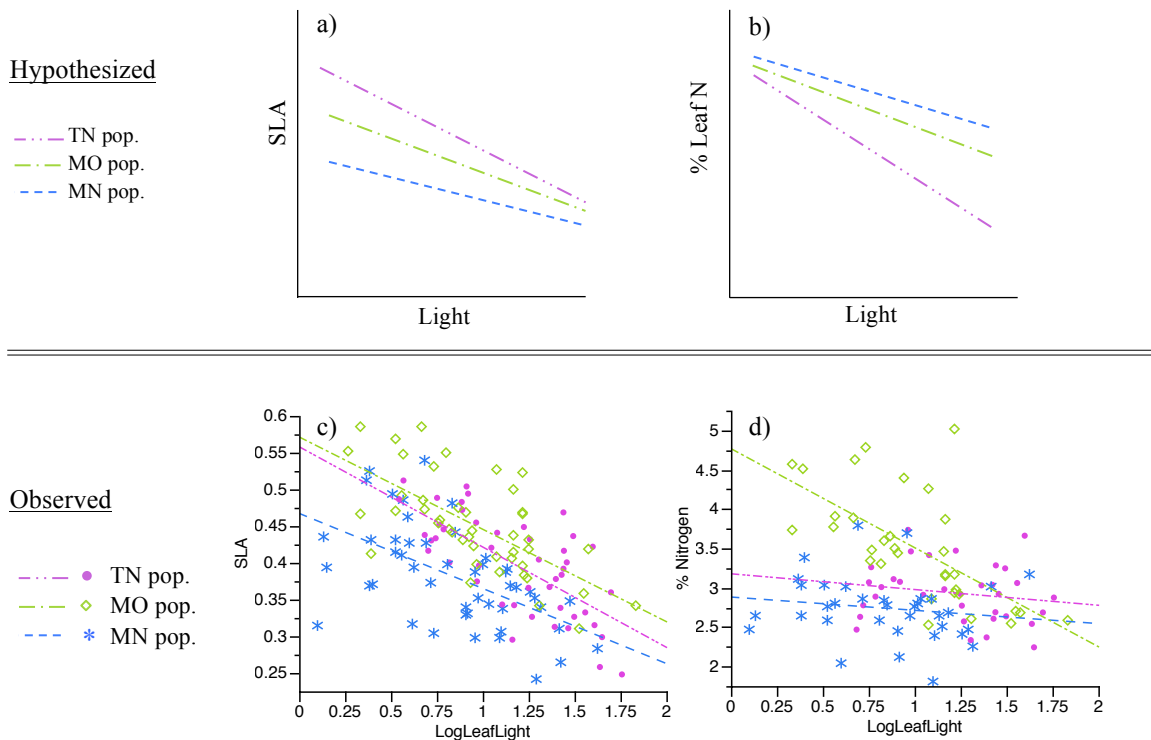 Hypothesized
TN pop.
MO pop.
MN pop.
a)
SLA
Light
b)
% Leaf N
Light
Observed
TN pop.
MO pop.
MN pop.
c)
SLA
0.6
0.55
0.5
0.45
0.4
0.35
0.3
0.25
0 0.25 0.5 0.75 1 1.25 1.5 1.75 2
LogLeafLight
d)
% Nitrogen
5
4.5
4
3.5
3
2.5
2
0 0.25 0.5 0.75 1 1.25 1.5 1.75 2
LogLeafLight